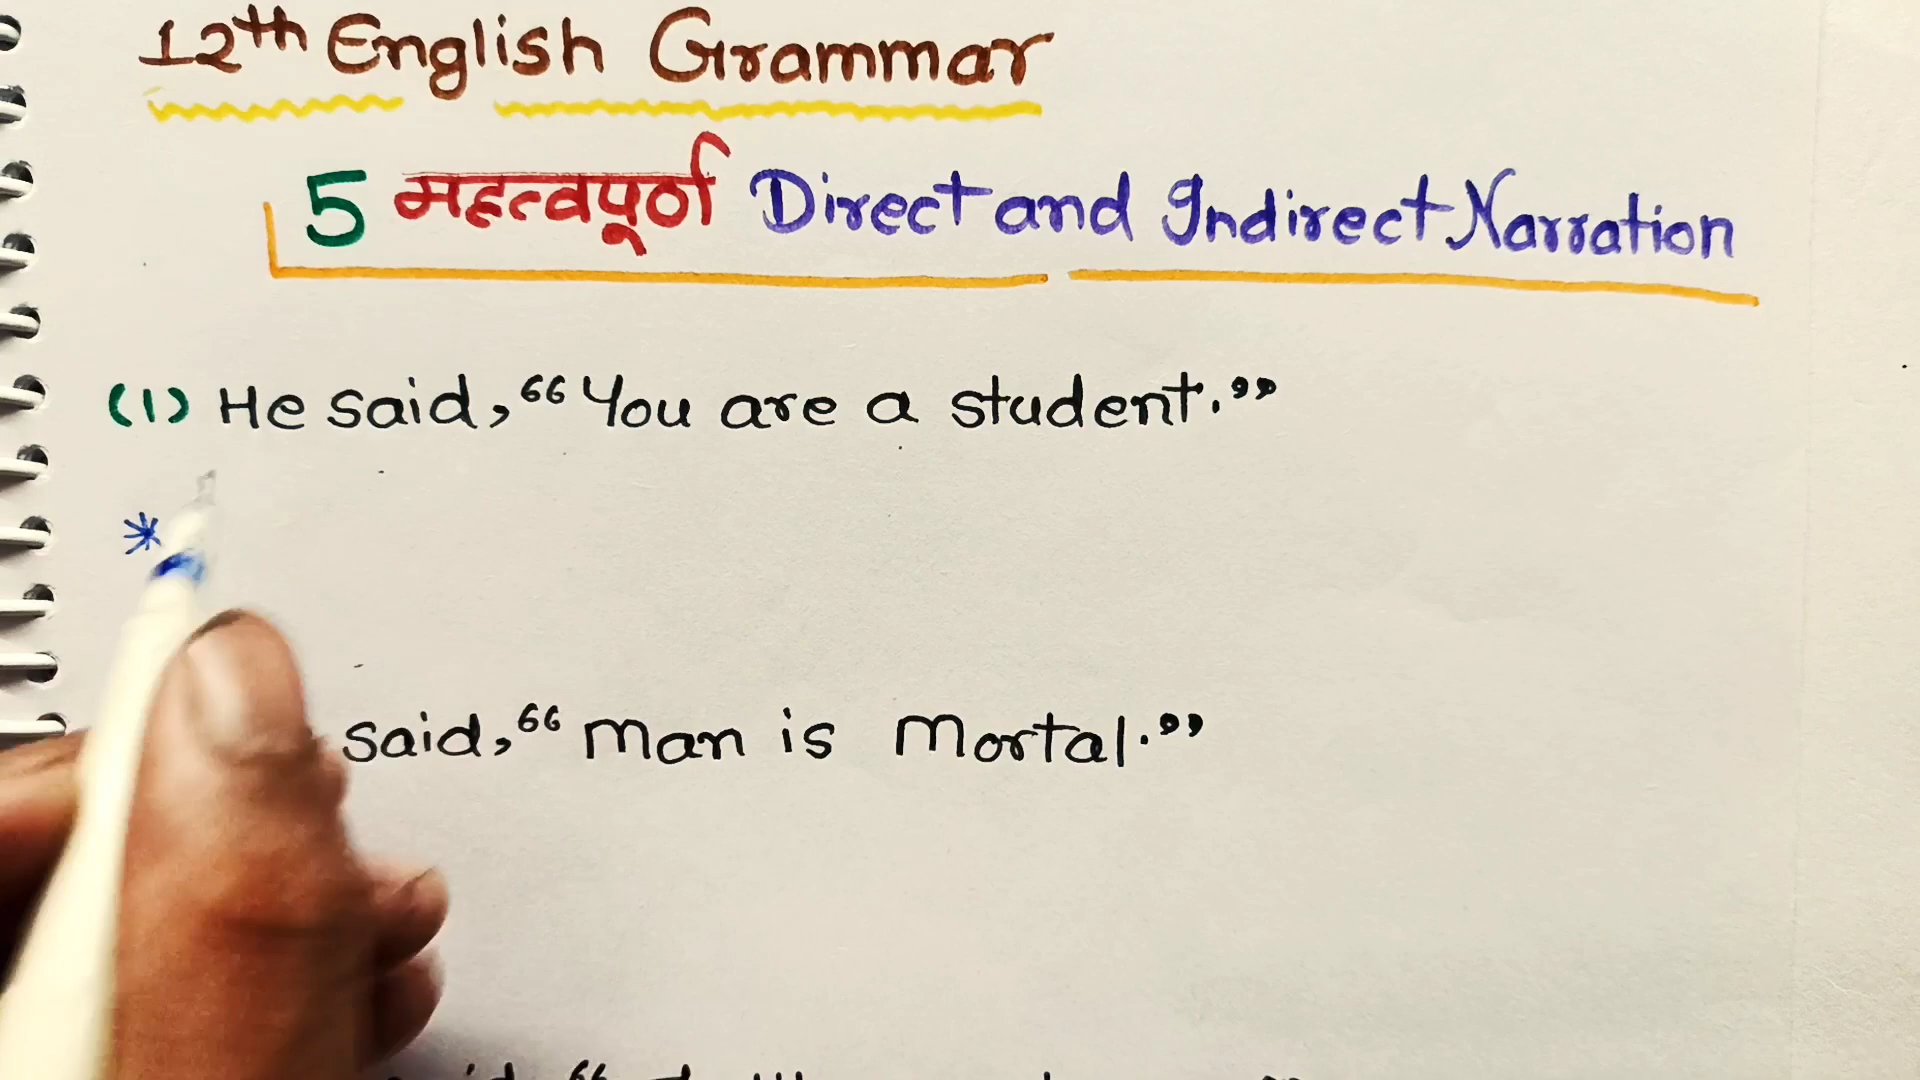 12th English Grammar
5 महत्वपूर्ण Direct and Indirect Narration
(1) He said, “You are a student.”
*
said, “Man is Mortal.”